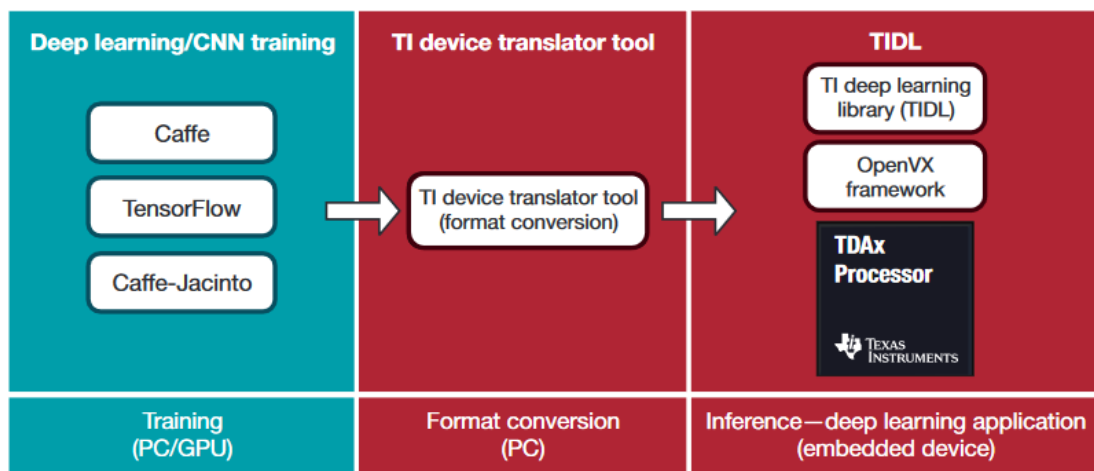 Deep learning/CNN training
Caffe
TensorFlow
Caffe-Jacinto
Training
(PC/GPU)
TI device translator tool
TI device translator tool
(format conversion)
Format conversion
(PC)
TIDL
TI deep learning
library (TIDL)
OpenVX
framework
TDAx
Processor
TEXAS
INSTRUMENTS
Inference—deep learning application
(embedded device)